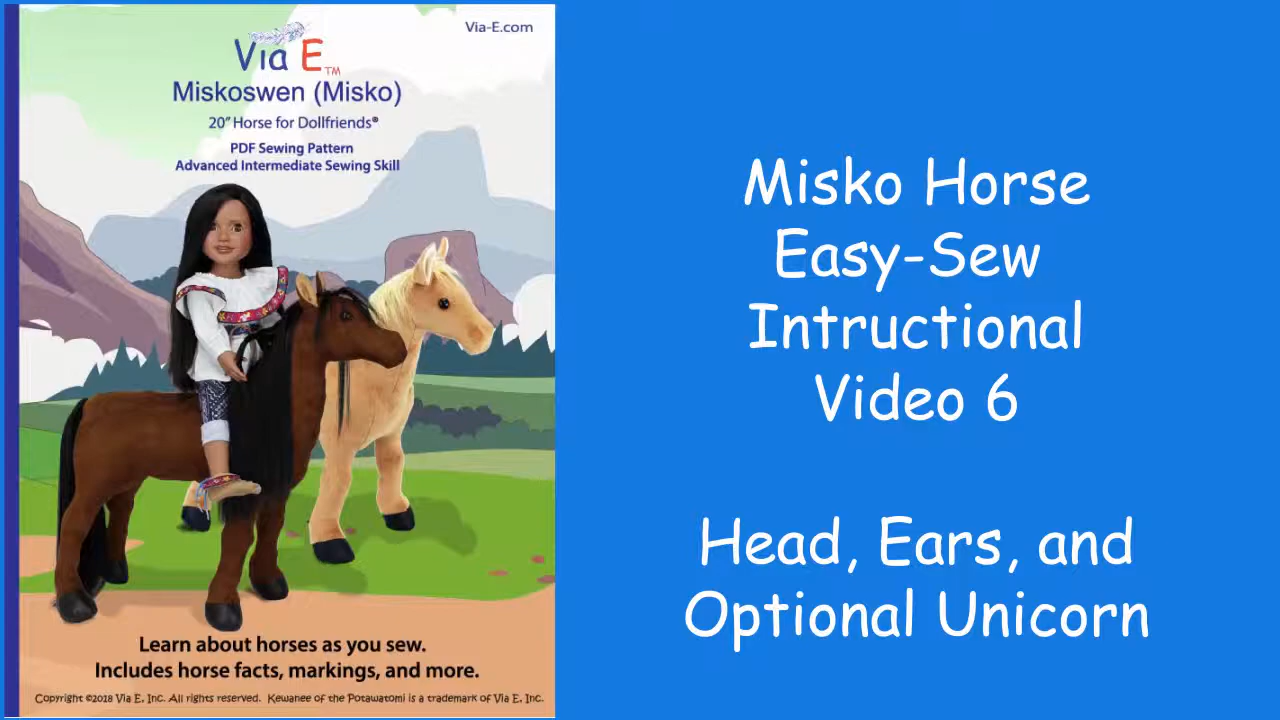 Via-E.com
Via E™
Miskoswen (Misko)
20" Horse for Dollfriends®
PDF Sewing Pattern
Advanced Intermediate Sewing Skill
Learn about horses as you sew.
Includes horse facts, markings, and more.
Copyright ©2018 Via E, Inc. All rights reserved. Kewanee of the Potawatomi is a trademark of Via E, Inc.
Misko Horse
Easy-Sew
Intructional
Video 6
Head, Ears, and
Optional Unicorn